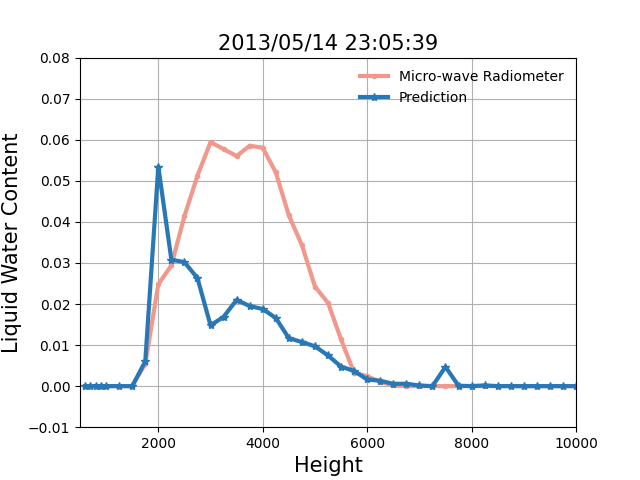 2013/05/14 23:05:39
0.08
0.07
0.06
0.05
0.04
0.03
0.02
0.01
0.00
−0.01
Liquid Water Content
Micro-wave Radiometer
Prediction
2000 4000 6000 8000 10000
Height